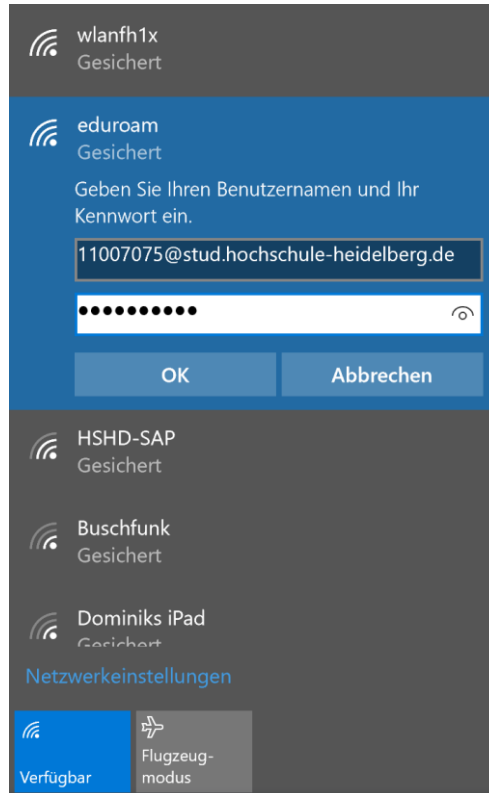 wlanfh1x
Gesichert
eduroam
Gesichert
Geben Sie Ihren Benutzernamen und Ihr
Kennwort ein.
11007075@stud.hochschule-heidelberg.de
●●●●●●●●●●
OK Abbrechen
HSHD-SAP
Gesichert
Buschfunk
Gesichert
Dominiks iPad
Gesichert
Netzwerkeinstellungen
Verfügbar
Flugzeug-
modus